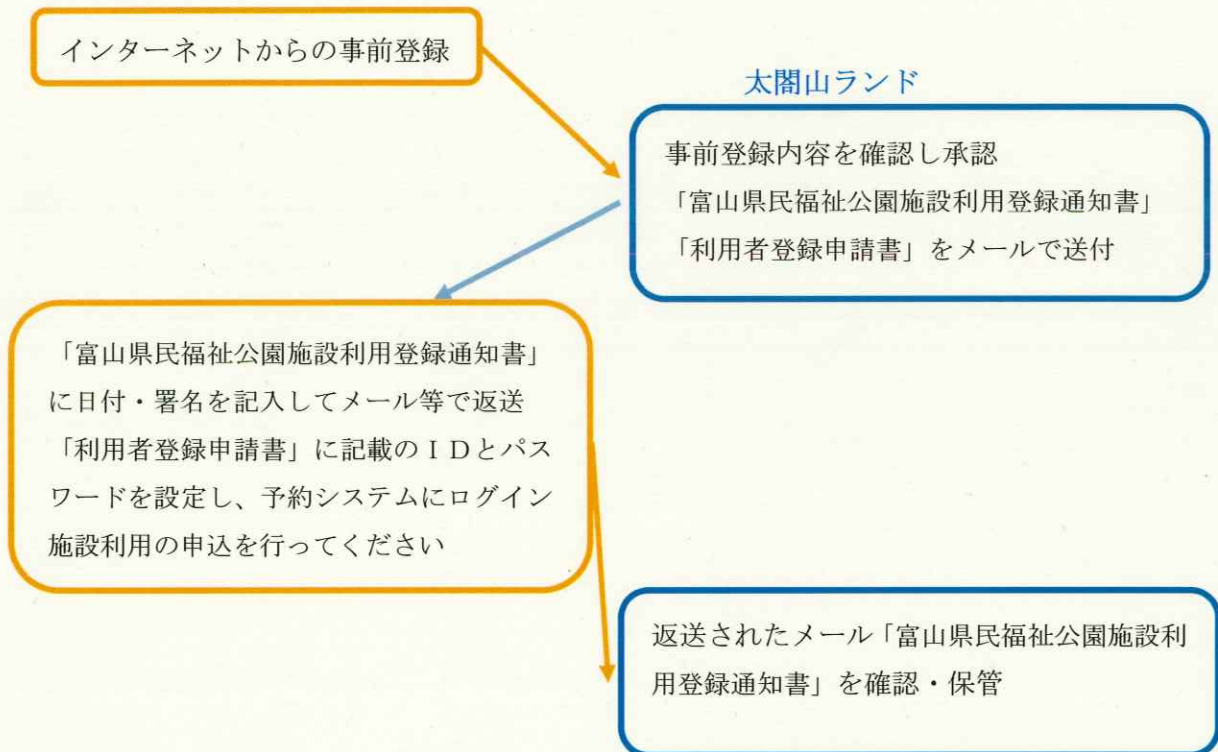 インターネットからの事前登録
太閤山ランド
事前登録内容を確認し承認
「富山県民福祉公園施設利用登録通知書」
「利用者登録申請書」をメールで送付
「富山県民福祉公園施設利用登録通知書」
に日付・署名を記入してメール等で返送
「利用者登録申請書」に記載のＩＤとパス
ワードを設定し、予約システムにログイン
施設利用の申込を行ってください
返送されたメール「富山県民福祉公園施設利
用登録通知書」を確認・保管